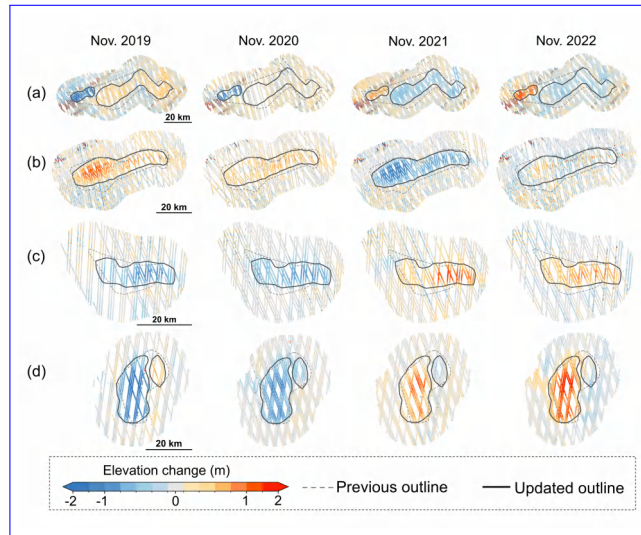 Nov. 2019 Nov. 2020 Nov. 2021 Nov. 2022
(a)
20 km
(b)
20 km
(c)
20 km
(d)
20 km
Elevation change (m)
-2 -1 0 1 2
Previous outline
Updated outline